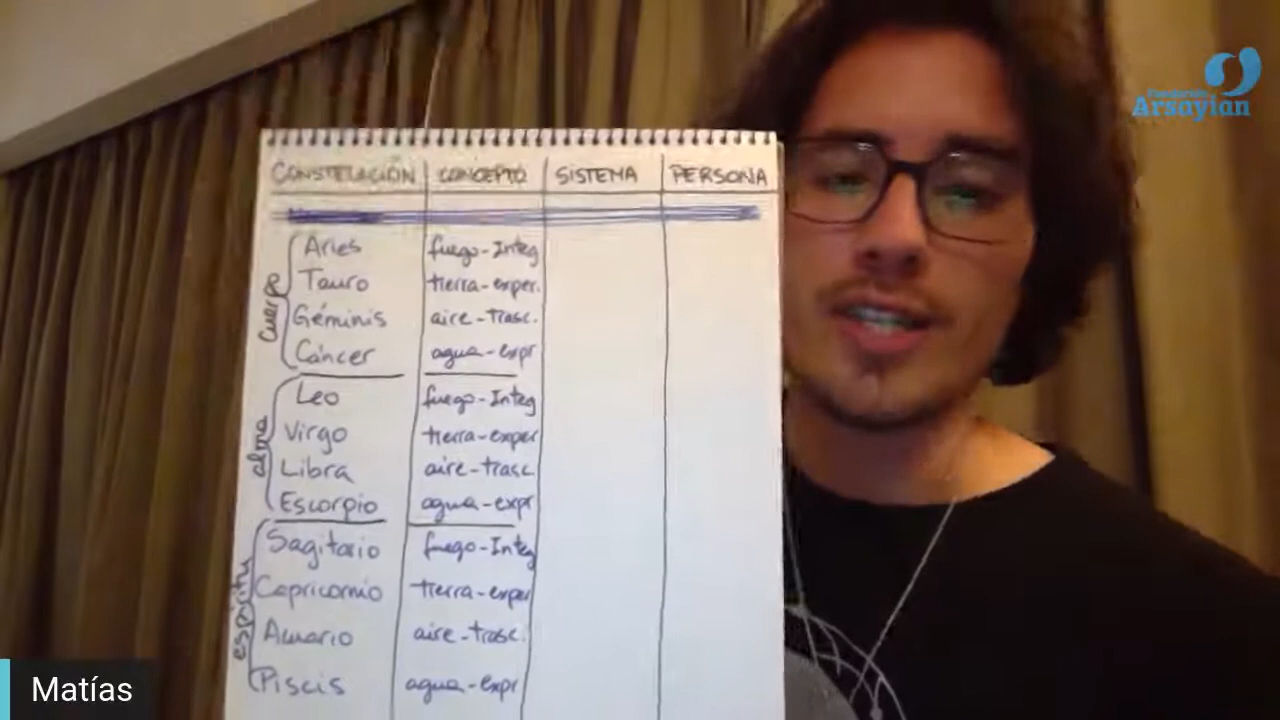 Fundación
Arsayian
CONSTELACIÓN CONCEPTO SISTEMA PERSONA
cuerpo
Aries fuego-Integ
Tauro tierra-exper.
Géminis aire-trasc.
Cáncer agua-expr
alma
Leo fuego-Integ
Virgo tierra-exper
Libra aire-trasc.
Escorpio agua-expr
espíritu
Sagitario fuego-Integ
Capricornio tierra-exper
Acuario aire-trasc.
Piscis agua-expr
Matías